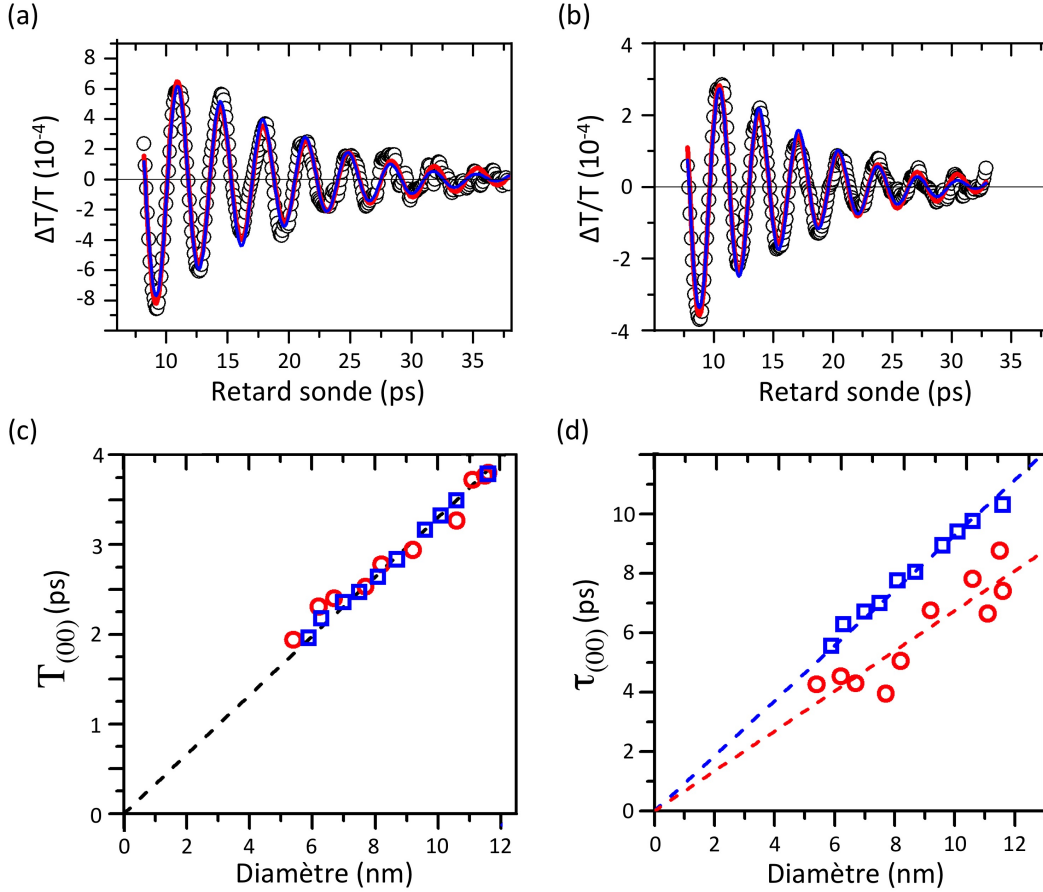 (a)
(b)
8
6
4
2
0
-2
-4
-6
-8
ΔT/T (10⁻⁴)
10 15 20 25 30 35
Retard sonde (ps)
4
2
0
-2
-4
ΔT/T (10⁻⁴)
10 15 20 25 30 35
Retard sonde (ps)
(c)
(d)
4
3
2
1
0
T(00) (ps)
0 2 4 6 8 10 12
Diamètre (nm)
10
8
6
4
2
0
τ(00) (ps)
0 2 4 6 8 10 12
Diamètre (nm)